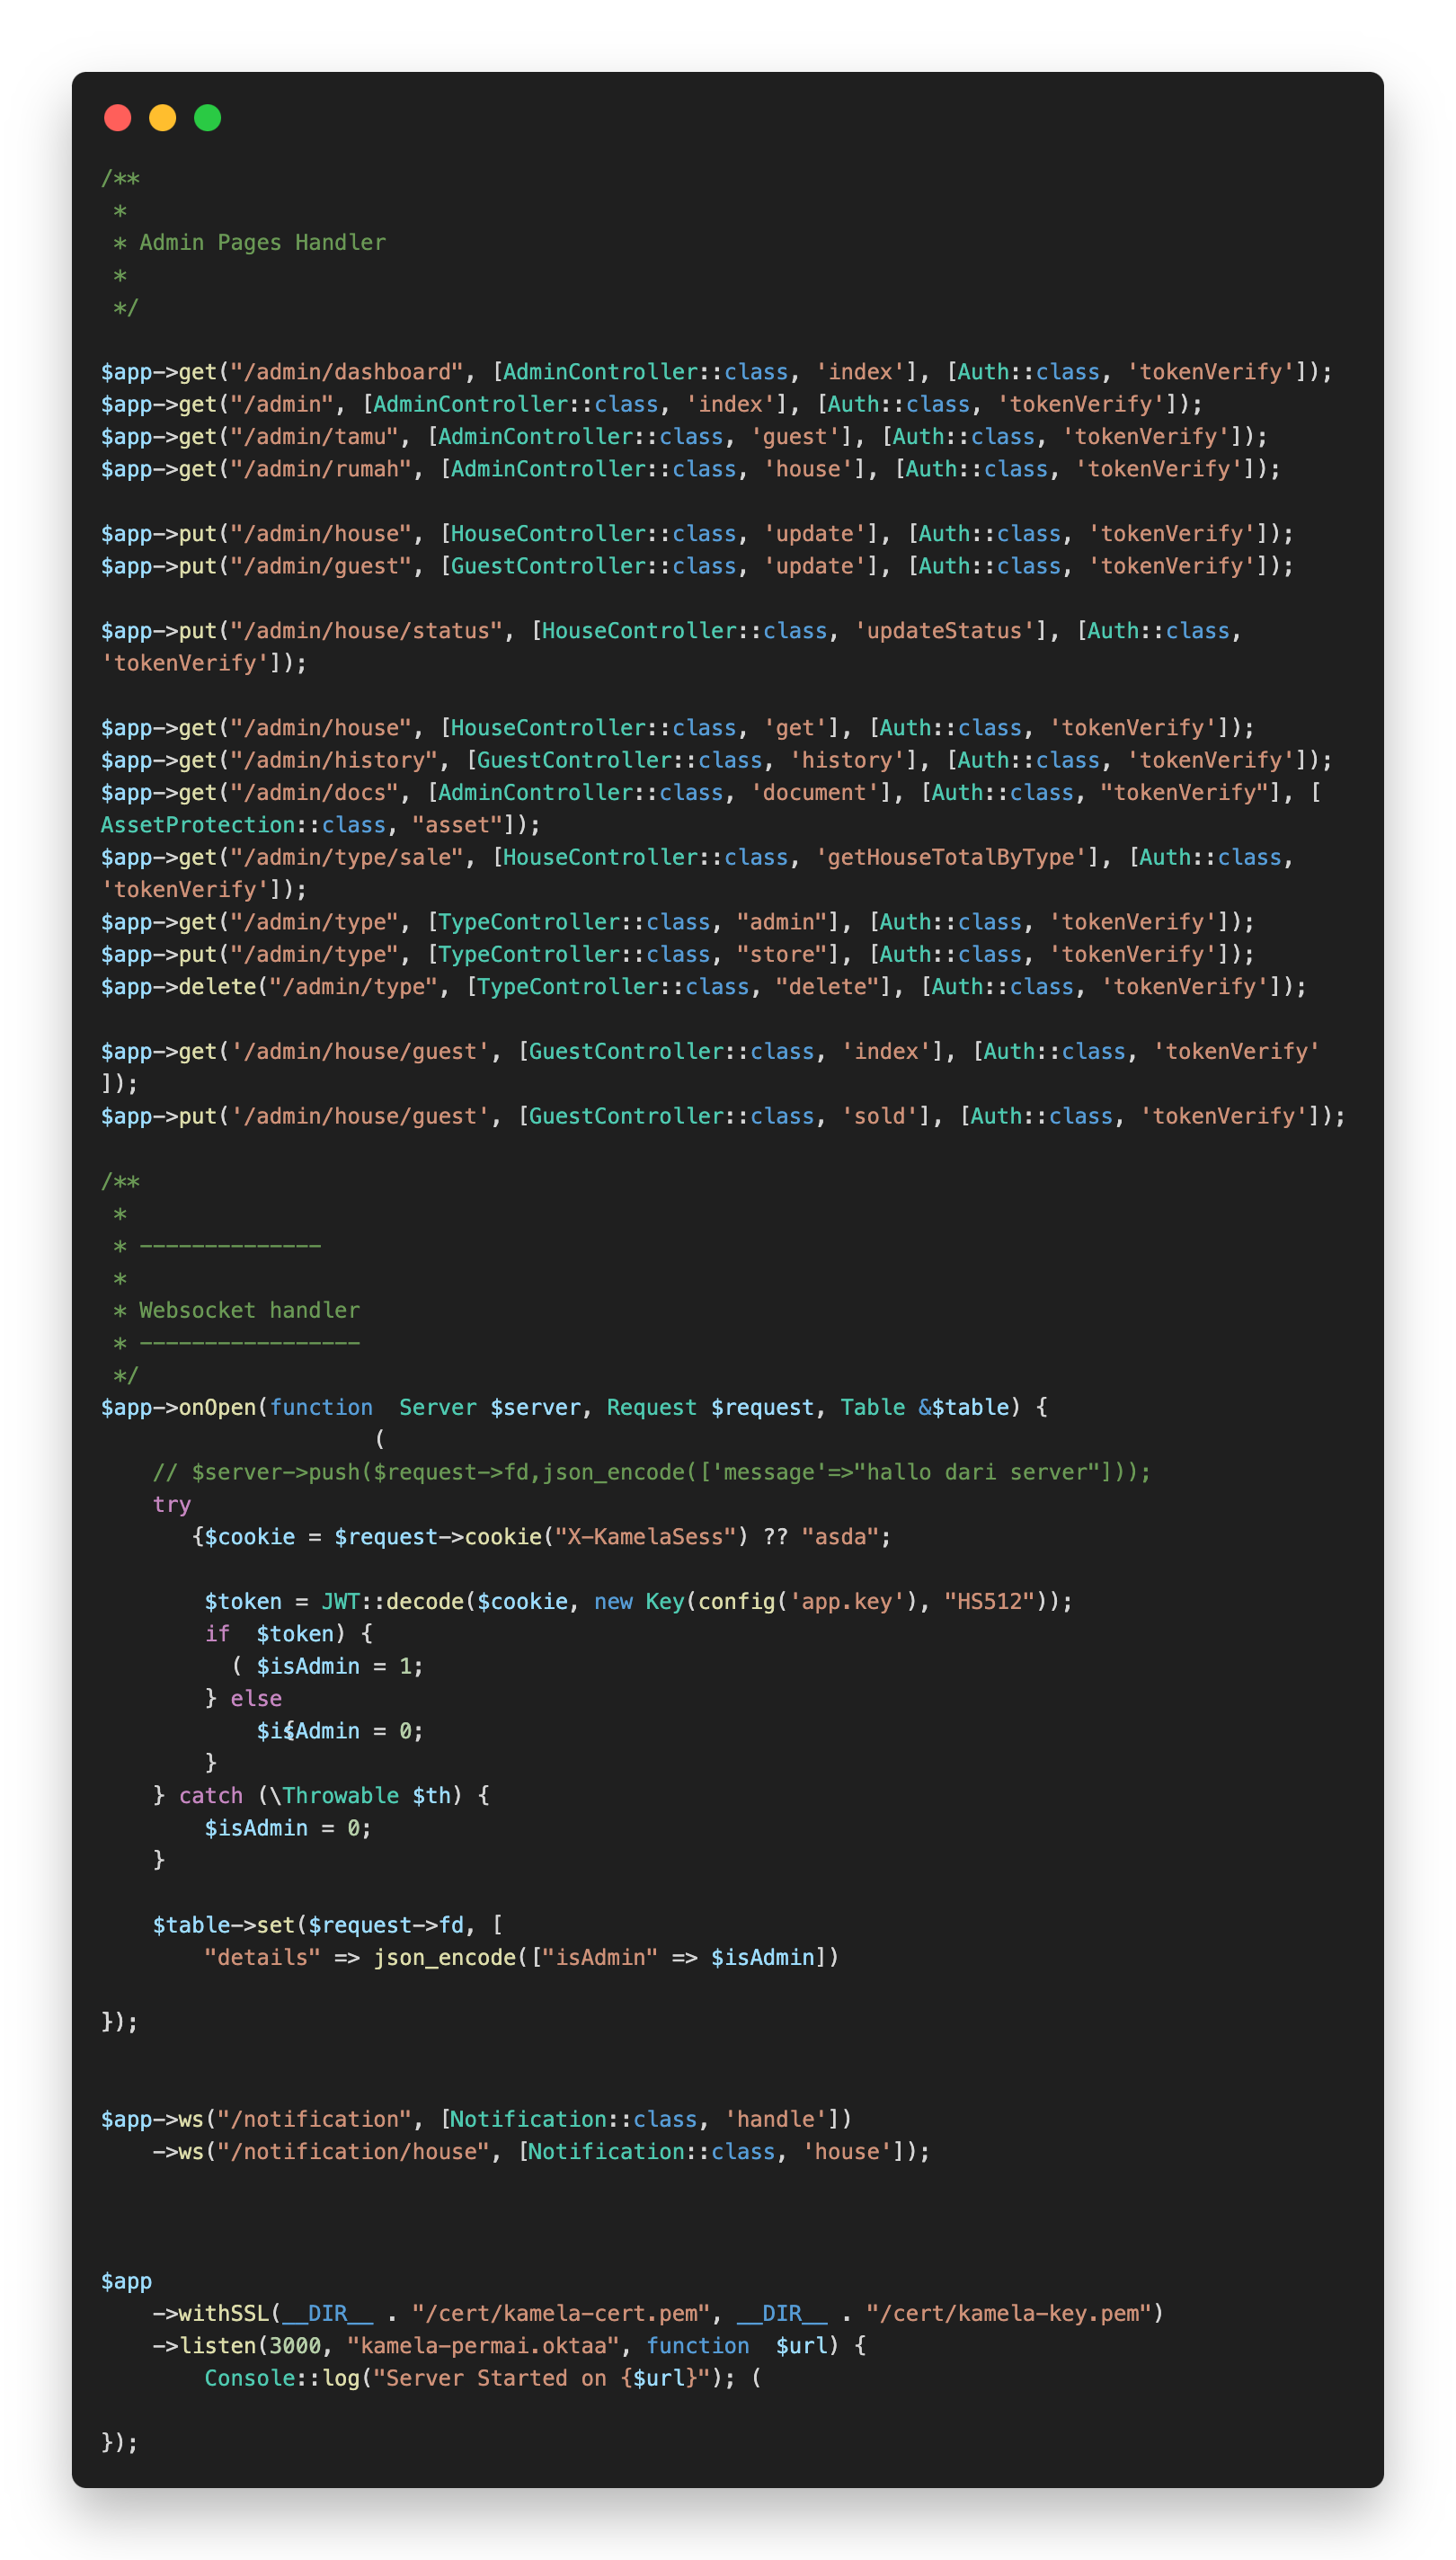 /**
 *
 * Admin Pages Handler
 *
 */

$app->get("/admin/dashboard", [AdminController::class, 'index'], [Auth::class, 'tokenVerify']);
$app->get("/admin", [AdminController::class, 'index'], [Auth::class, 'tokenVerify']);
$app->get("/admin/tamu", [AdminController::class, 'guest'], [Auth::class, 'tokenVerify']);
$app->get("/admin/rumah", [AdminController::class, 'house'], [Auth::class, 'tokenVerify']);

$app->put("/admin/house", [HouseController::class, 'update'], [Auth::class, 'tokenVerify']);
$app->put("/admin/guest", [GuestController::class, 'update'], [Auth::class, 'tokenVerify']);

$app->put("/admin/house/status", [HouseController::class, 'updateStatus'], [Auth::class,
'tokenVerify']);

$app->get("/admin/house", [HouseController::class, 'get'], [Auth::class, 'tokenVerify']);
$app->get("/admin/history", [GuestController::class, 'history'], [Auth::class, 'tokenVerify']);
$app->get("/admin/docs", [AdminController::class, 'document'], [Auth::class, "tokenVerify"], [
AssetProtection::class, "asset"]);
$app->get("/admin/type/sale", [HouseController::class, 'getHouseTotalByType'], [Auth::class,
'tokenVerify']);
$app->get("/admin/type", [TypeController::class, "admin"], [Auth::class, 'tokenVerify']);
$app->put("/admin/type", [TypeController::class, "store"], [Auth::class, 'tokenVerify']);
$app->delete("/admin/type", [TypeController::class, "delete"], [Auth::class, 'tokenVerify']);

$app->get('/admin/house/guest', [GuestController::class, 'index'], [Auth::class, 'tokenVerify'
]);
$app->put('/admin/house/guest', [GuestController::class, 'sold'], [Auth::class, 'tokenVerify']);

/**
 *
 * --------------
 *
 * Websocket handler
 * -----------------
 */
$app->onOpen(function  Server $server, Request $request, Table &$table) {
                     (
    // $server->push($request->fd,json_encode(['message'=>"hallo dari server"]));
    try
       {$cookie = $request->cookie("X-KamelaSess") ?? "asda";

        $token = JWT::decode($cookie, new Key(config('app.key'), "HS512"));
        if  $token) {
          ( $isAdmin = 1;
        } else
            ${isAdmin = 0;
        }
    } catch (\Throwable $th) {
        $isAdmin = 0;
    }

    $table->set($request->fd, [
        "details" => json_encode(["isAdmin" => $isAdmin])

});

$app->ws("/notification", [Notification::class, 'handle'])
    ->ws("/notification/house", [Notification::class, 'house']);

$app
    ->withSSL(__DIR__ . "/cert/kamela-cert.pem", __DIR__ . "/cert/kamela-key.pem")
    ->listen(3000, "kamela-permai.oktaa", function  $url) {
        Console::log("Server Started on {$url}"); (

});